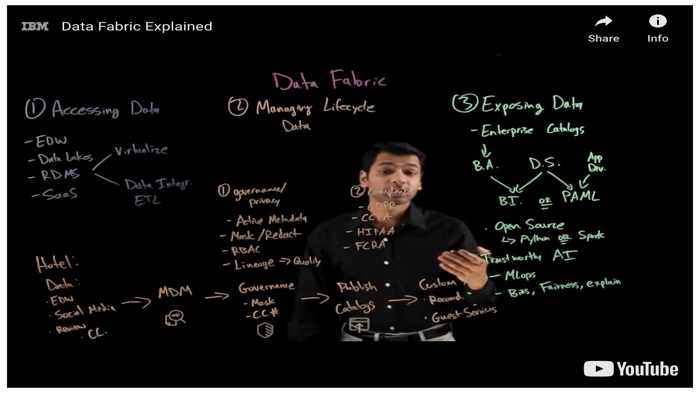 IBM Data Fabric Explained
Share
Info
Data Fabric
① Accessing Data
- EDW
- Data Lakes
- RDMS
- SaaS
Virtualize
Data Integr.
ETL
② Managing Lifecycle
Data
① governance/
privacy
- Active Metadata
- Mask/Redact
- RBAC
- Lineage → Quality
②
- GDPR
- CCPA
- HIPAA
- FCRA
③ Exposing Data
- Enterprise Catalogs
B.A.
D.S.
App
Dev.
BI. OR PAML
• Open Source
↳ Python OR Spark
Trustworthy AI
- MLops
- Bias, Fairness, explain
Hotel:
Data:
• EDW
• Social Media
• Review
• CC.
→ MDM →
Governance
- Mask
- CC#
→ Publish
Catalogs
→ Custom
• Record
• Guest Services
YouTube